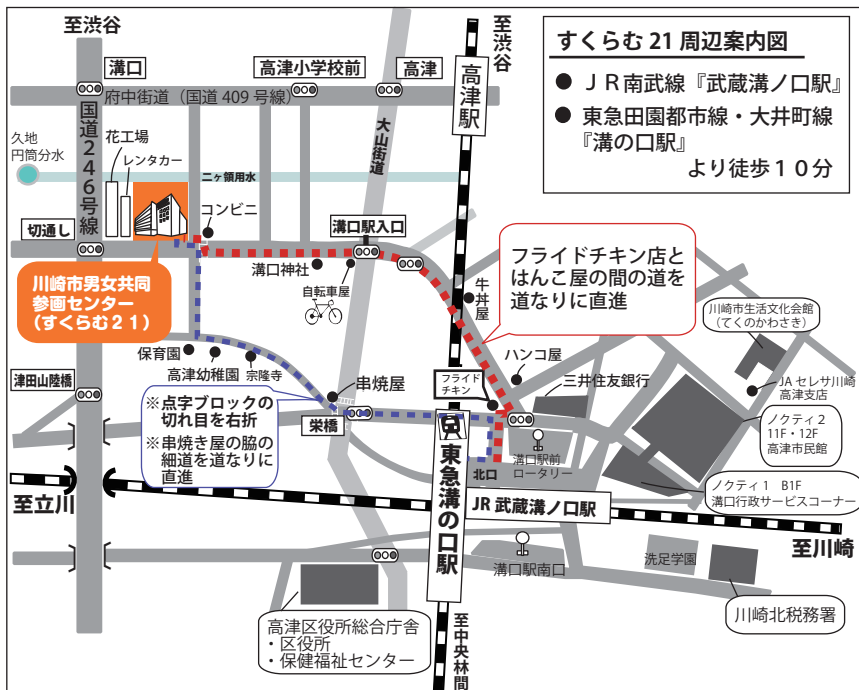 至渋谷
至渋谷
すくらむ21周辺案内図
● JR南武線『武蔵溝ノ口駅』
● 東急田園都市線・大井町線
『溝の口駅』
より徒歩10分
溝口
高津小学校前
高津
高津駅
府中街道（国道409号線）
国道246号線
大山街道
久地
円筒分水
花工場
レンタカー
二ヶ領用水
コンビニ
切通し
溝口駅入口
溝口神社
自転車屋
牛丼屋
フライドチキン店と
はんこ屋の間の道を
道なりに直進
川崎市男女共同
参画センター
（すくらむ21）
川崎市生活文化会館
（てくのかわさき）
保育園
高津幼稚園
宗隆寺
ハンコ屋
三井住友銀行
JAセレサ川崎
高津支店
津田山陸橋
串焼屋
フライド
チキン
※点字ブロックの
切れ目を右折
※串焼き屋の脇の
細道を道なりに
直進
栄橋
ノクティ2
11F・12F
高津市民館
溝口駅前
ロータリー
北口
東急溝の口駅
ノクティ1 B1F
溝口行政サービスコーナー
至立川
JR武蔵溝ノ口駅
至川崎
溝口駅南口
洗足学園
川崎北税務署
高津区役所総合庁舎
・区役所
・保健福祉センター
至中央林間